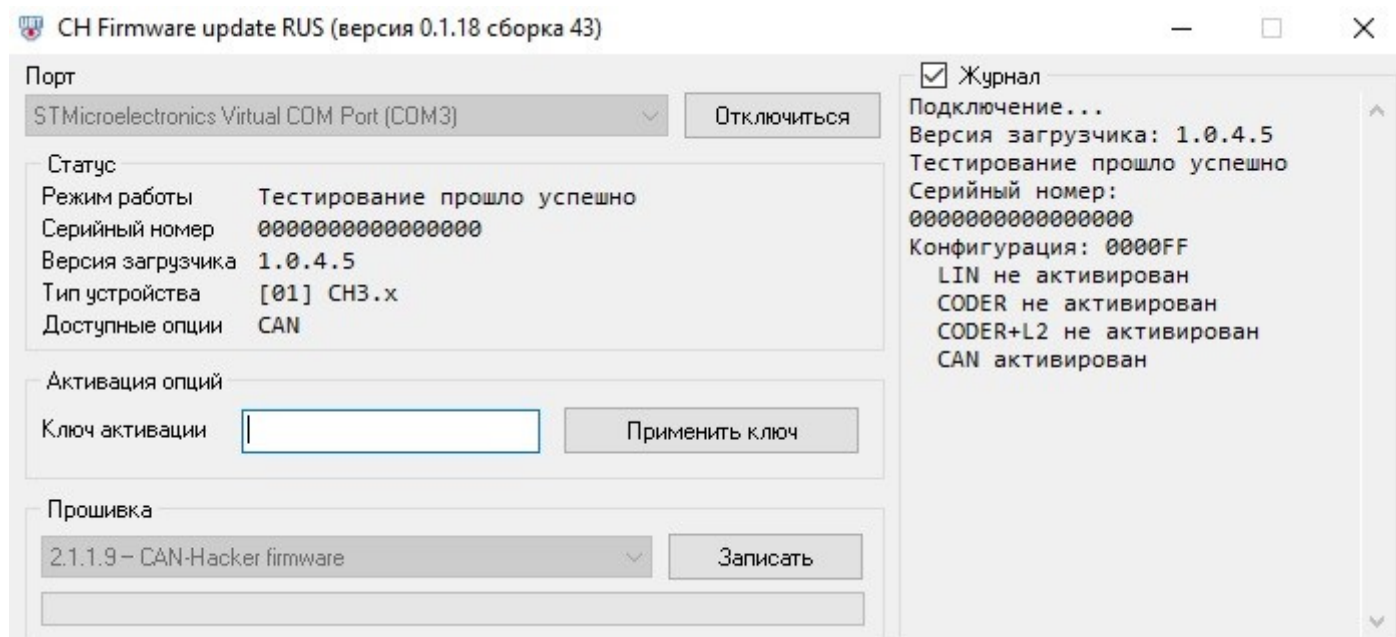 CH Firmware update RUS (версия 0.1.18 сборка 43)
Порт
STMicroelectronics Virtual COM Port (COM3)
Отключиться
Статус
Режим работы Тестирование прошло успешно
Серийный номер 0000000000000000
Версия загрузчика 1.0.4.5
Тип устройства [01] CH3.x
Доступные опции CAN
Активация опций
Ключ активации
Применить ключ
Прошивка
2.1.1.9 – CAN-Hacker firmware
Записать
Журнал
Подключение...
Версия загрузчика: 1.0.4.5
Тестирование прошло успешно
Серийный номер:
0000000000000000
Конфигурация: 0000FF
LIN не активирован
CODER не активирован
CODER+L2 не активирован
CAN активирован